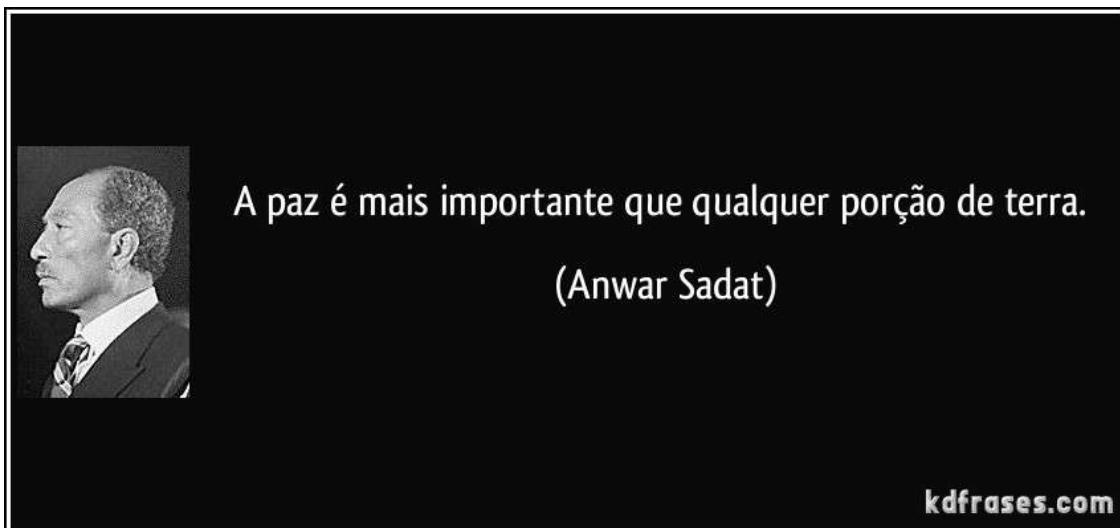 A paz é mais importante que qualquer porção de terra.
(Anwar Sadat)
kdfrases.com